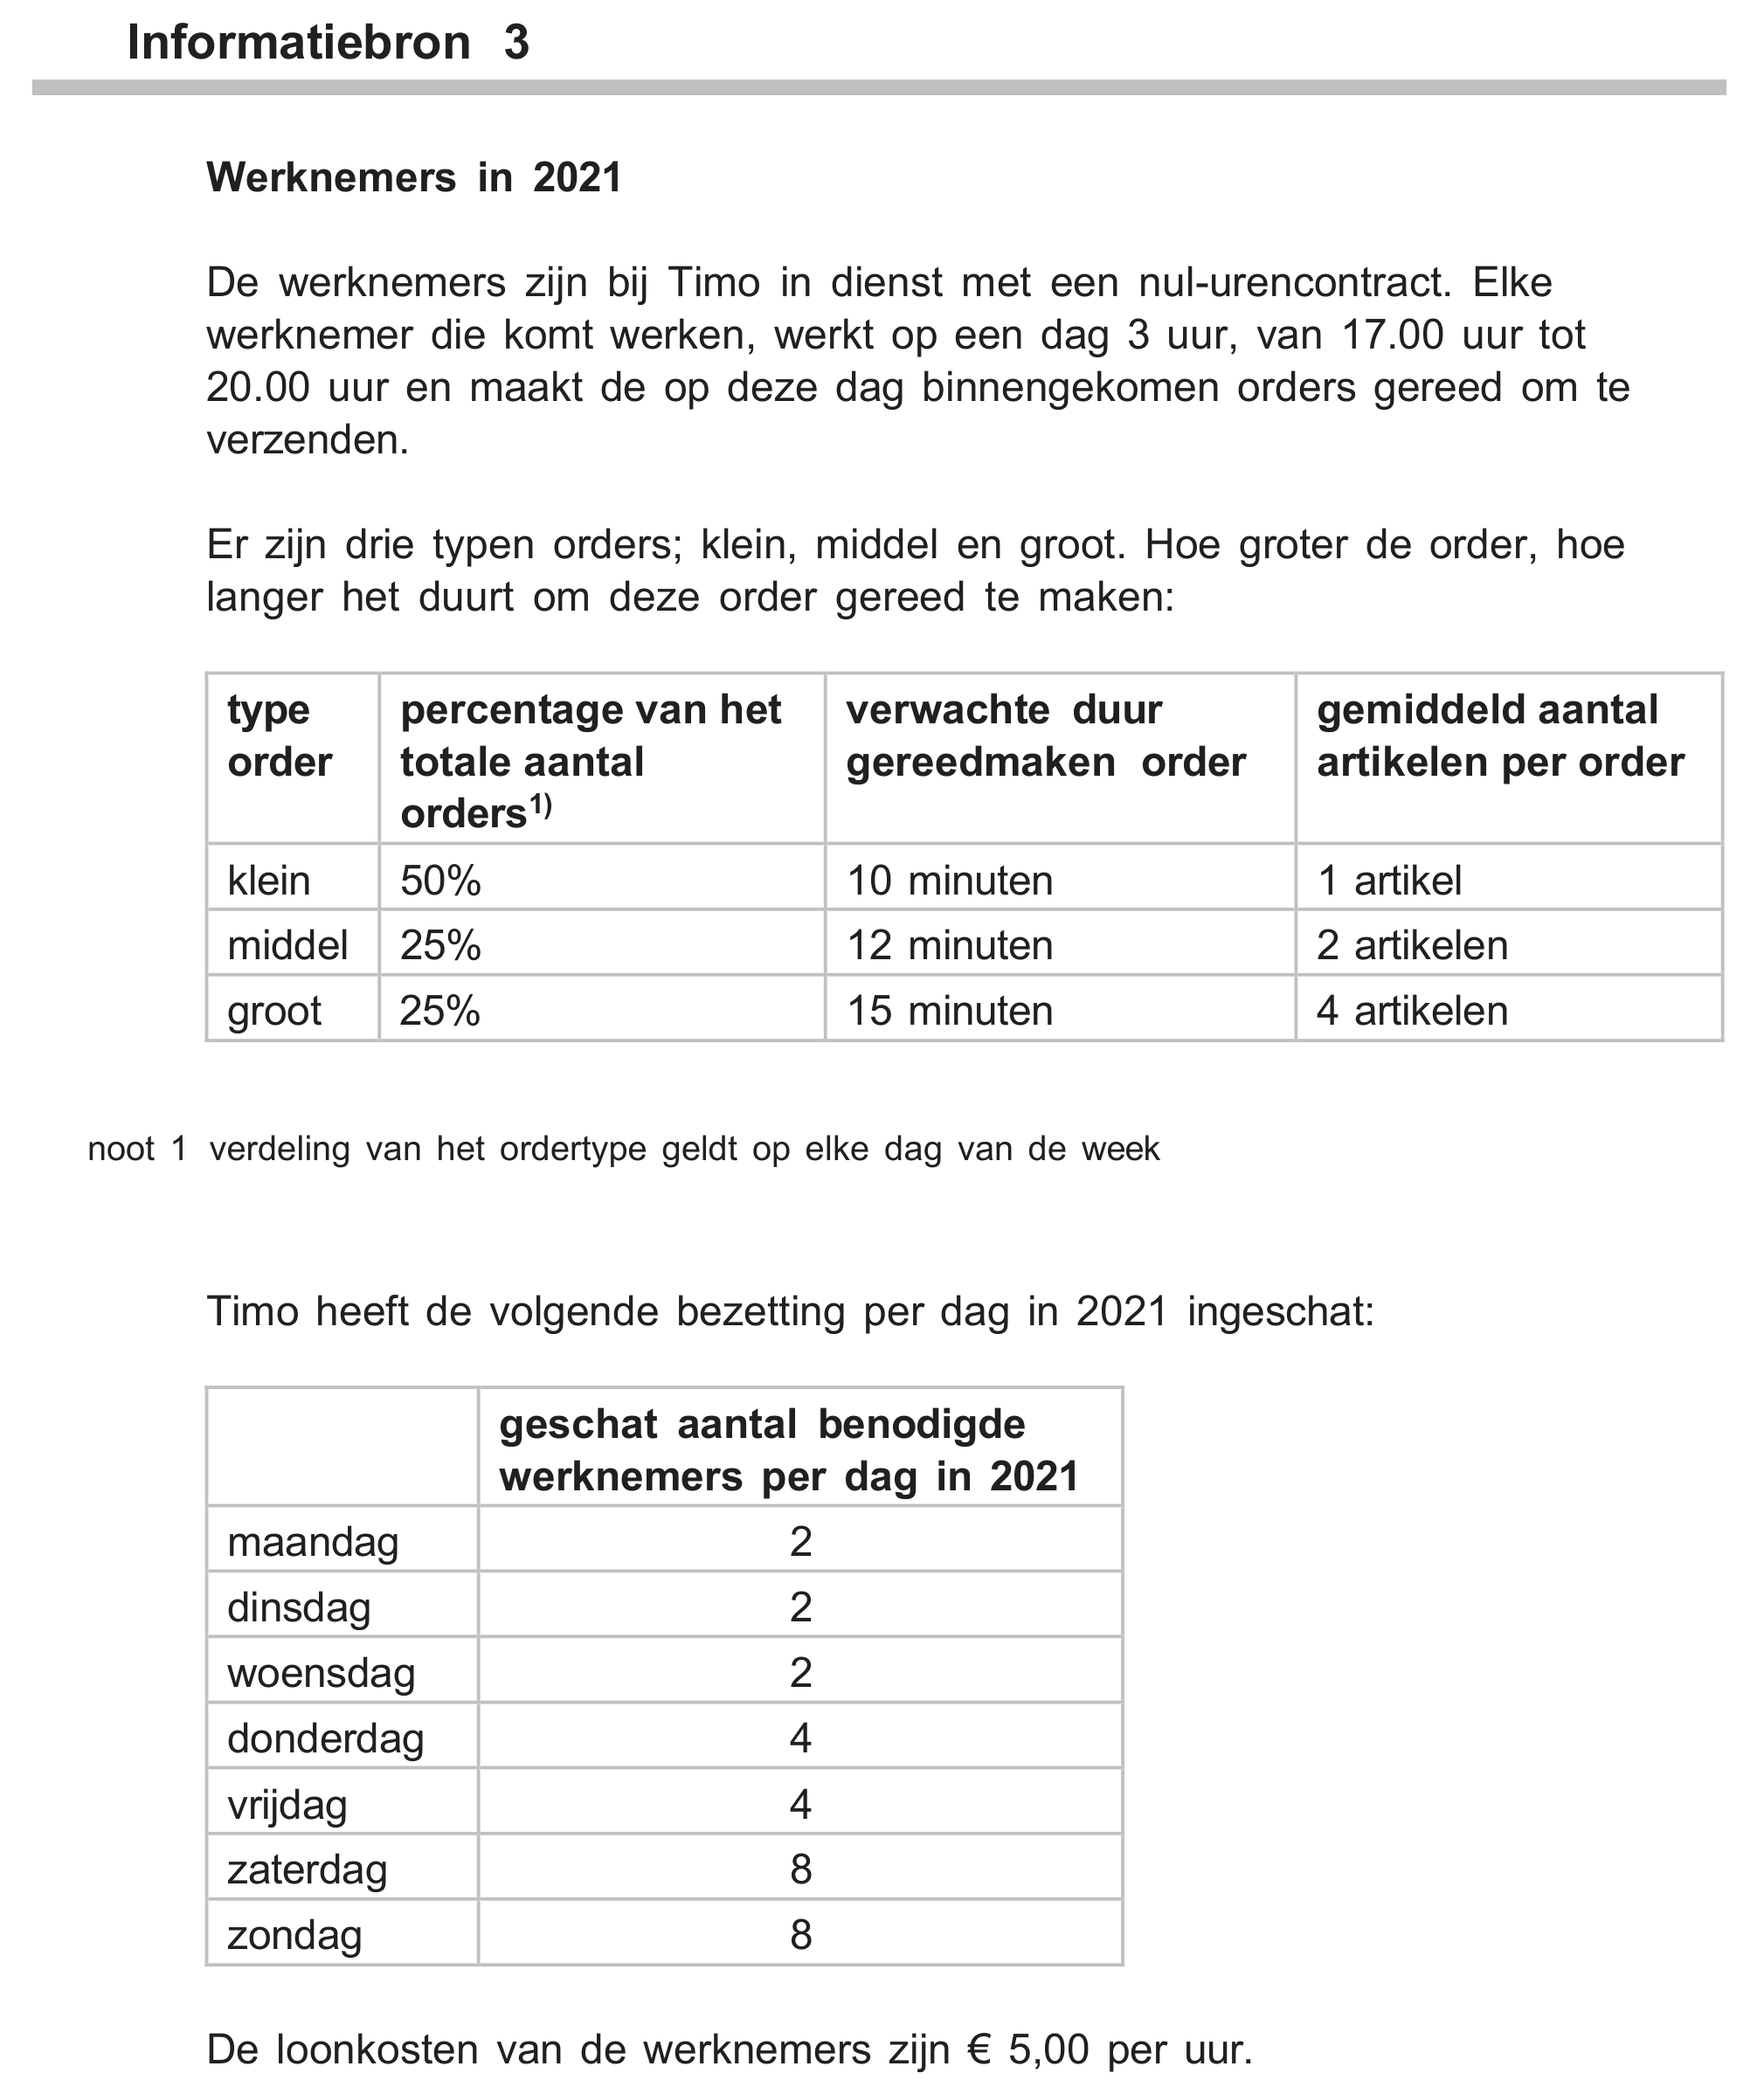 Informatiebron 3
Werknemers in 2021
De werknemers zijn bij Timo in dienst met een nul-urencontract. Elke
werknemer die komt werken, werkt op een dag 3 uur, van 17.00 uur tot
20.00 uur en maakt de op deze dag binnengekomen orders gereed om te
verzenden.
Er zijn drie typen orders; klein, middel en groot. Hoe groter de order, hoe
langer het duurt om deze order gereed te maken:
type order | percentage van het totale aantal orders1) | verwachte duur gereedmaken order | gemiddeld aantal artikelen per order
klein | 50% | 10 minuten | 1 artikel
middel | 25% | 12 minuten | 2 artikelen
groot | 25% | 15 minuten | 4 artikelen
noot 1 verdeling van het ordertype geldt op elke dag van de week
Timo heeft de volgende bezetting per dag in 2021 ingeschat:
geschat aantal benodigde
werknemers per dag in 2021
maandag 2
dinsdag 2
woensdag 2
donderdag 4
vrijdag 4
zaterdag 8
zondag 8
De loonkosten van de werknemers zijn € 5,00 per uur.